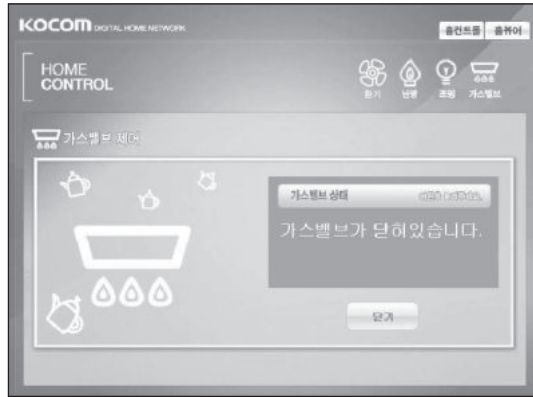 KOCOM DIGITAL HOME NETWORK
홈컨트롤 홈뷰어
HOME
CONTROL
환기 난방 조명 가스밸브
가스밸브 제어
가스밸브 상태
가스밸브가 닫혀있습니다.
닫기